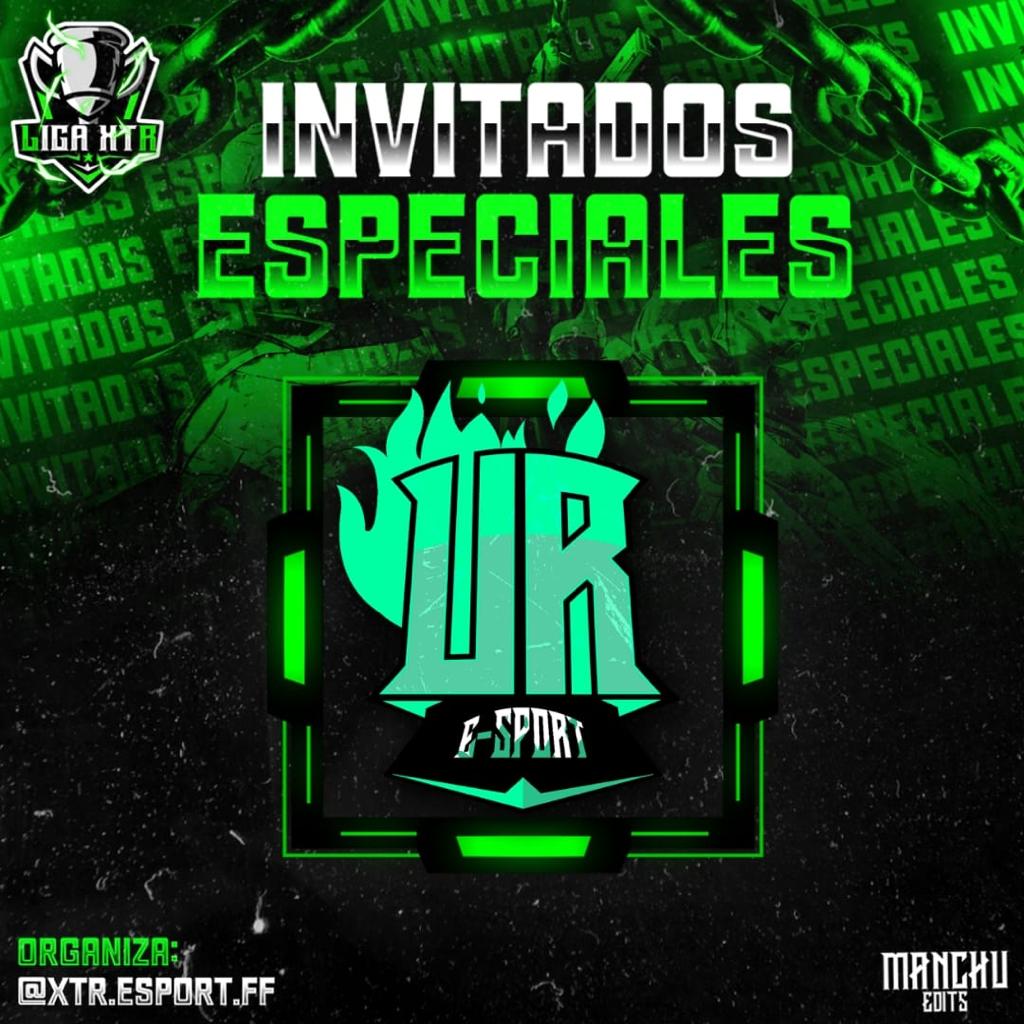 LIGA XTR
INVITADOS
ESPECIALES
UR
E-SPORT
ORGANIZA:
@XTR.ESPORT.FF
MANCHU
EDITS